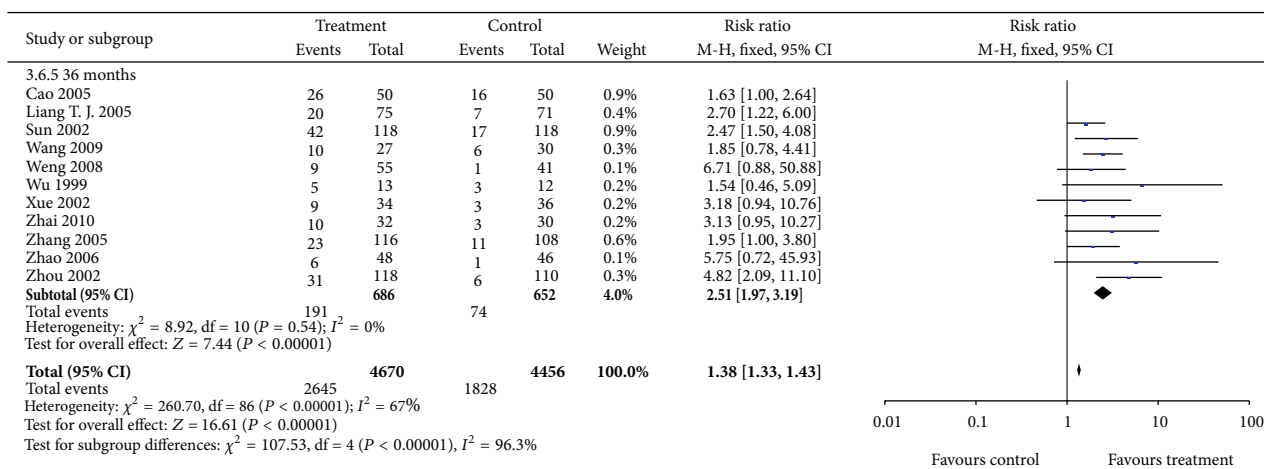 Study or subgroup Treatment Control Weight Risk ratio Risk ratio
Events Total Events Total M-H, fixed, 95% CI M-H, fixed, 95% CI
3.6.5 36 months
Cao 2005 26 50 16 50 0.9% 1.63 [1.00, 2.64]
Liang T. J. 2005 20 75 7 71 0.4% 2.70 [1.22, 6.00]
Sun 2002 42 118 17 118 0.9% 2.47 [1.50, 4.08]
Wang 2009 10 27 6 30 0.3% 1.85 [0.78, 4.41]
Weng 2008 9 55 1 41 0.1% 6.71 [0.88, 50.88]
Wu 1999 5 13 3 12 0.2% 1.54 [0.46, 5.09]
Xue 2002 9 34 3 36 0.2% 3.18 [0.94, 10.76]
Zhai 2010 10 32 3 30 0.2% 3.13 [0.95, 10.27]
Zhang 2005 23 116 11 108 0.6% 1.95 [1.00, 3.80]
Zhao 2006 6 48 1 46 0.1% 5.75 [0.72, 45.93]
Zhou 2002 31 118 6 110 0.3% 4.82 [2.09, 11.10]
Subtotal (95% CI) 686 652 4.0% 2.51 [1.97, 3.19]
Total events 191 74
Heterogeneity: χ² = 8.92, df = 10 (P = 0.54); I² = 0%
Test for overall effect: Z = 7.44 (P < 0.00001)
Total (95% CI) 4670 4456 100.0% 1.38 [1.33, 1.43]
Total events 2645 1828
Heterogeneity: χ² = 260.70, df = 86 (P < 0.00001); I² = 67%
Test for overall effect: Z = 16.61 (P < 0.00001)
Test for subgroup differences: χ² = 107.53, df = 4 (P < 0.00001), I² = 96.3%
0.01 0.1 1 10 100
Favours control Favours treatment